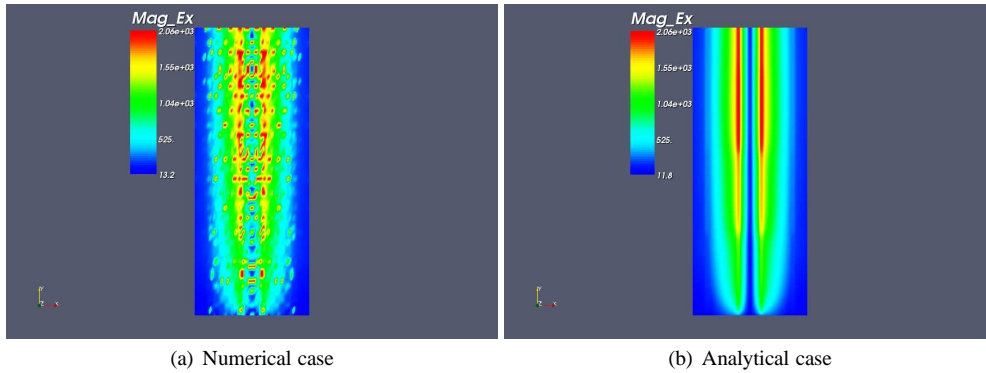 Mag_Ex
2.06e+03
1.55e+03
1.04e+03
525.
13.2
Y
Z X
(a) Numerical case
Mag_Ex
2.06e+03
1.55e+03
1.04e+03
525.
11.8
Y
Z X
(b) Analytical case